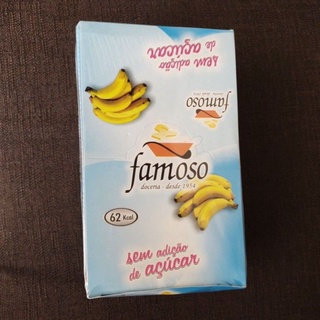 sem adição
de açúcar
famoso
famoso
doceria - desde 1954
62 Kcal
sem adição
de açúcar